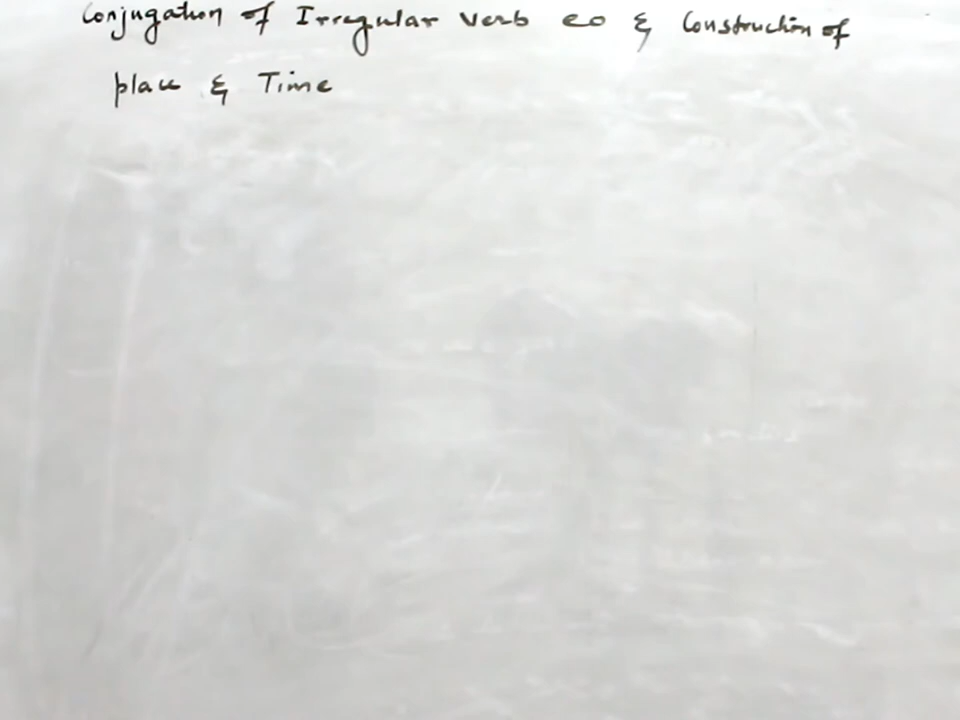 Conjugation of Irregular verb eo & Construction of
place & Time